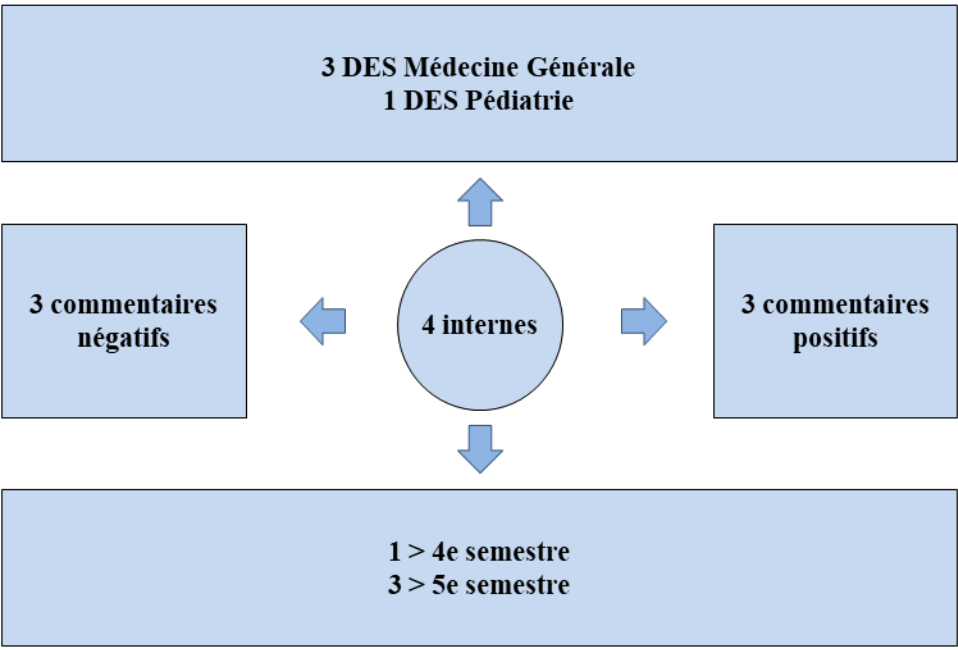 3 DES Médecine Générale
1 DES Pédiatrie
3 commentaires
négatifs
4 internes
3 commentaires
positifs
1 > 4e semestre
3 > 5e semestre